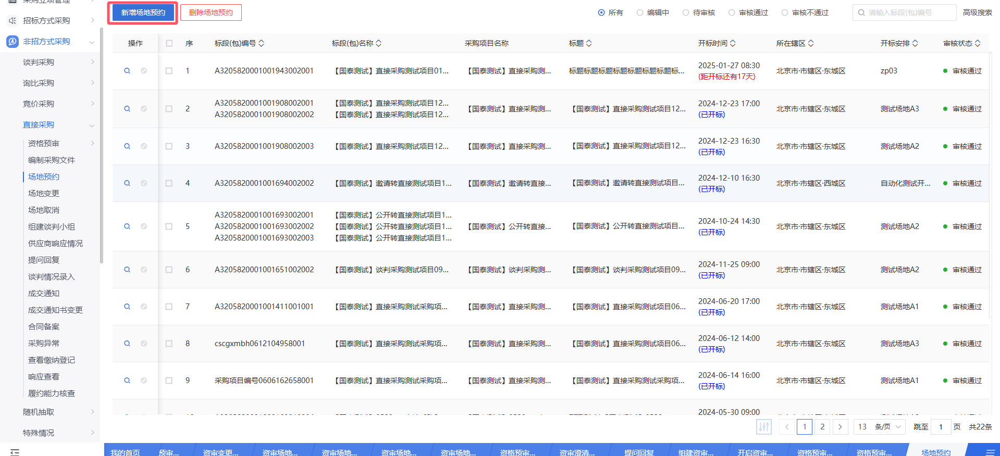 采购立项管理
招标方式采购
非招方式采购
谈判采购
询比采购
竞价采购
直接采购
资格预审
编制采购文件
场地预约
场地变更
场地取消
组建谈判小组
供应商响应情况
提问回复
谈判情况录入
成交通知
成交通知书变更
合同备案
采购异常
查看缴纳登记
响应查看
履约能力核查
随机抽取
特殊情况
新增场地预约 删除场地预约 所有 编辑中 待审核 审核通过 审核不通过 请输入标段(包)编号 高级搜索
操作 序 标段(包)编号 标段(包)名称 采购项目名称 标题 开标时间 所在辖区 开标安排 审核状态
1 A3205820001001943002001 【国泰测试】直接采购测试项目01... 【国泰测试】直接采购测... 标题标题标题标题标题标题标题标... 2025-01-27 08:30 北京市·市辖区·东城区 zp03 审核通过
(距开标还有17天)
2 A3205820001001908002001 【国泰测试】直接采购测试项目12... 【国泰测试】直接采购测... 【国泰测试】直接采购测试项目12... 2024-12-23 17:00 北京市·市辖区·东城区 测试场地A3 审核通过
A3205820001001908002002 【国泰测试】直接采购测试项目12... (已开标)
3 A3205820001001908002003 【国泰测试】直接采购测试项目12... 【国泰测试】直接采购测... 【国泰测试】直接采购测试项目12... 2024-12-23 16:30 北京市·市辖区·东城区 测试场地A2 审核通过
(已开标)
4 A3205820001001694002002 【国泰测试】邀请转直接测试项目1... 【国泰测试】邀请转直接... 【国泰测试】邀请转直接测试项目... 2024-12-10 16:30 北京市·市辖区·西城区 自动化测试开... 审核通过
(已开标)
A3205820001001693002001 【国泰测试】公开转直接测试项目1...
5 A3205820001001693002002 【国泰测试】公开转直接测试项目1... 【国泰测试】公开转直接... 【国泰测试】公开转直接测试项目... 2024-10-24 14:30 北京市·市辖区·东城区 测试场地A2 审核通过
A3205820001001693002003 【国泰测试】公开转直接测试项目1... (已开标)
6 A3205820001001651002002 【国泰测试】谈判采购测试项目09... 【国泰测试】谈判采购测... 【国泰测试】谈判采购测试项目09... 2024-11-25 09:00 北京市·市辖区·东城区 测试场地A2 审核通过
(已开标)
7 A3205820001001411001001 【国泰测试】直接采购测试采购项... 【国泰测试】直接采购测... 【国泰测试】直接采购测试项目06... 2024-06-20 17:00 北京市·市辖区·东城区 测试场地A1 审核通过
(已开标)
8 cscgxmbh0612104958001 【国泰测试】直接采购测试采购项... 【国泰测试】直接采购测... 【国泰测试】直接采购测试项目06... 2024-06-12 14:00 北京市·市辖区·东城区 测试场地A3 审核通过
(已开标)
9 采购项目编号0606162658001 【国泰测试】直接采购测试采购项... 【国泰测试】直接采购测... 【国泰测试】直接采购测试采购项... 2024-06-14 16:00 北京市·市辖区·东城区 测试场地A1 审核通过
(已开标)
2024-05-30 09:00
1 2 13 条/页 跳至 1 页 共22条
我的首页 预审... 资审变更... 资审场地... 资审场地... 资审场地... 资审场地... 资格预审... 资审澄清... 提问回复 组建资审... 开启资审... 资格预审... 资格预审... 场地预约